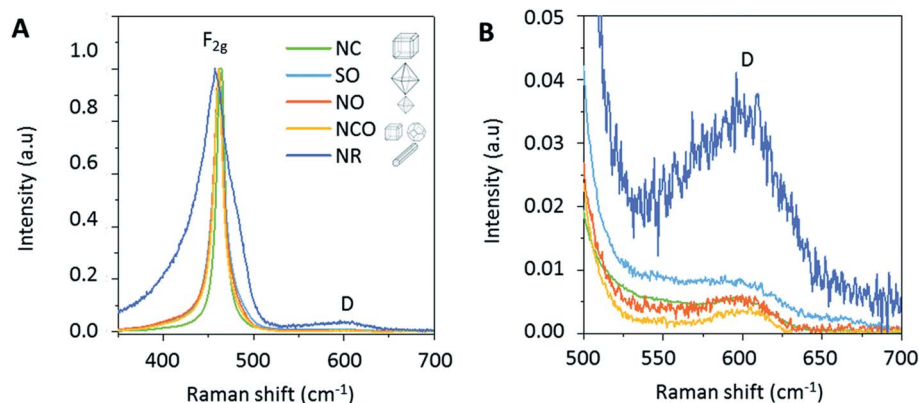 A
F2g
NC
SO
NO
NCO
NR
D
1.0
0.8
0.6
0.4
0.2
0.0
Intensity (a.u)
400 500 600 700
Raman shift (cm-1)
B
D
0.05
0.04
0.03
0.02
0.01
0.00
Intensity (a.u)
500 550 600 650 700
Raman shift (cm-1)